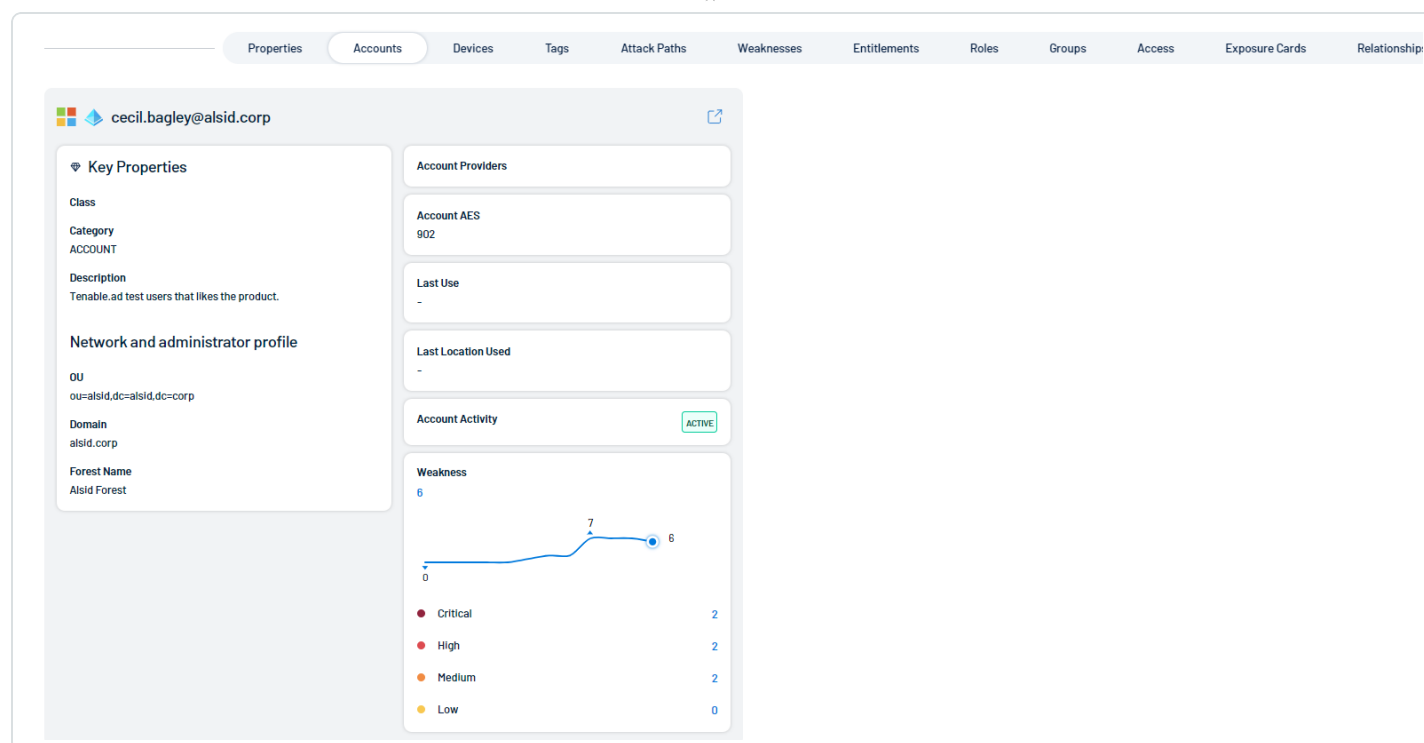 Properties Accounts Devices Tags Attack Paths Weaknesses Entitlements Roles Groups Access Exposure Cards Relationships
cecil.bagley@alsid.corp
Key Properties
Class
Category
ACCOUNT
Description
Tenable.ad test users that likes the product.
Network and administrator profile
OU
ou=alsid,dc=alsid,dc=corp
Domain
alsid.corp
Forest Name
Alsid Forest
Account Providers
Account AES
902
Last Use
-
Last Location Used
-
Account Activity ACTIVE
Weakness
6
7
6
0
Critical 2
High 2
Medium 2
Low 0